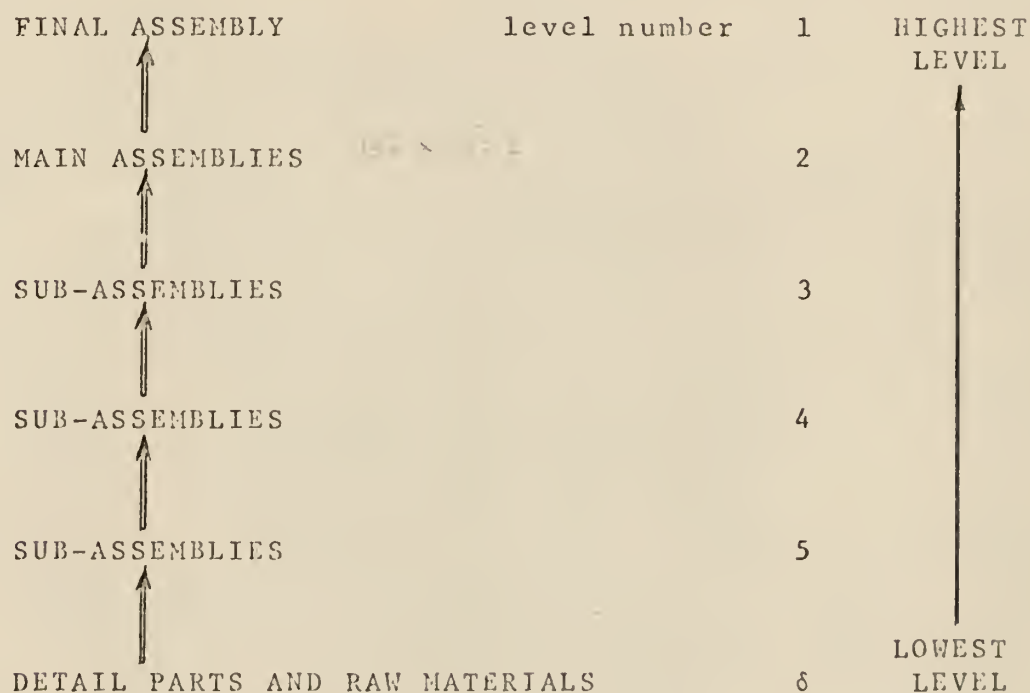 FINAL ASSEMBLY level number 1 HIGHEST
LEVEL
MAIN ASSEMBLIES 2
SUB-ASSEMBLIES 3
SUB-ASSEMBLIES 4
SUB-ASSEMBLIES 5
LOWEST
DETAIL PARTS AND RAW MATERIALS 6 LEVEL